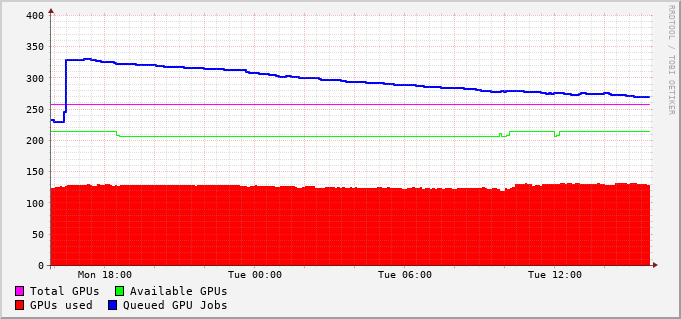 400
350
300
250
200
150
100
50
0
Mon 18:00 Tue 00:00 Tue 06:00 Tue 12:00
Total GPUs Available GPUs
GPUs used Queued GPU Jobs
RRDTOOL / TOBI OETIKER